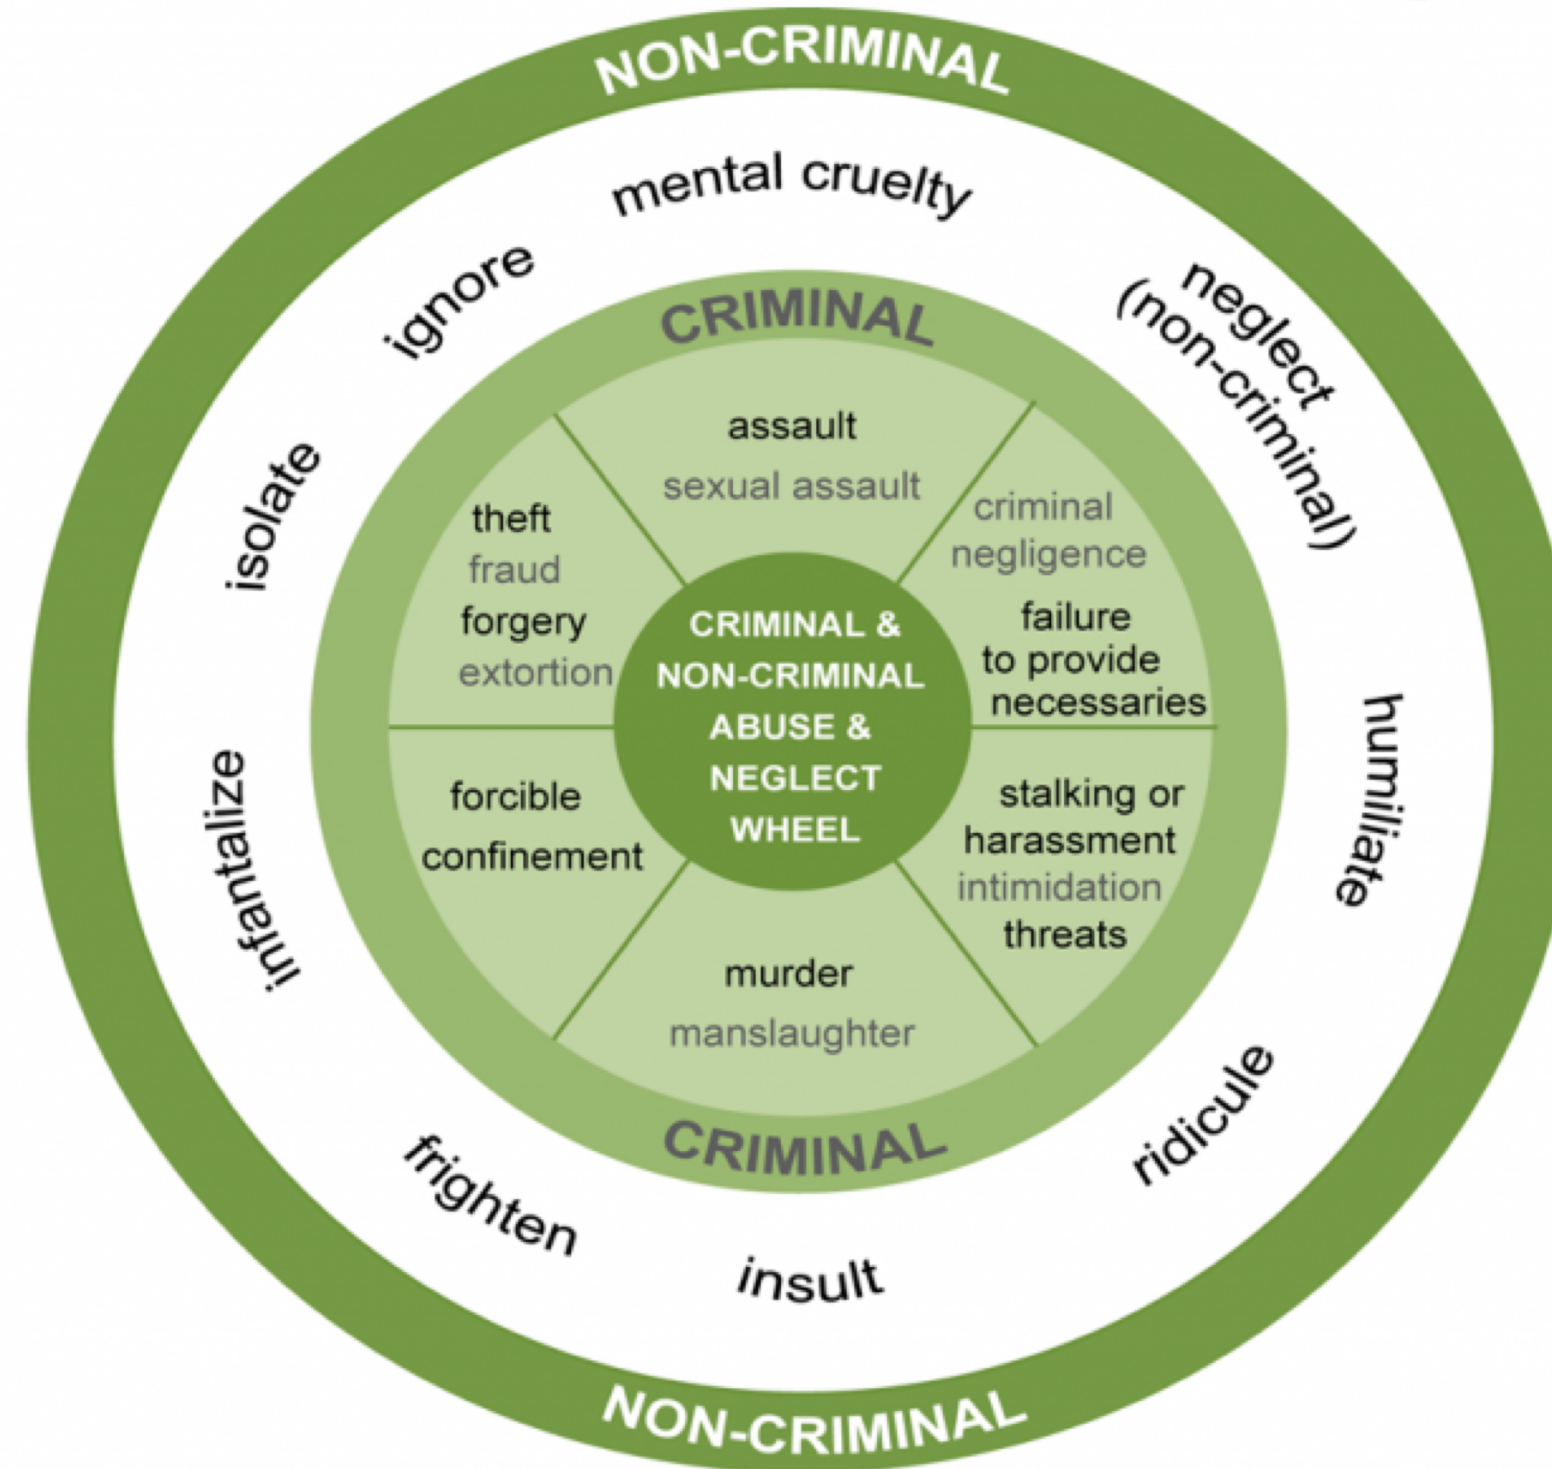 NON-CRIMINAL
mental cruelty
neglect
(non-criminal)
humiliate
ridicule
insult
frighten
infantalize
isolate
ignore
CRIMINAL
assault
sexual assault
criminal
negligence
failure
to provide
necessaries
stalking or
harassment
intimidation
threats
murder
manslaughter
forcible
confinement
theft
fraud
forgery
extortion
CRIMINAL &
NON-CRIMINAL
ABUSE &
NEGLECT
WHEEL
CRIMINAL
NON-CRIMINAL